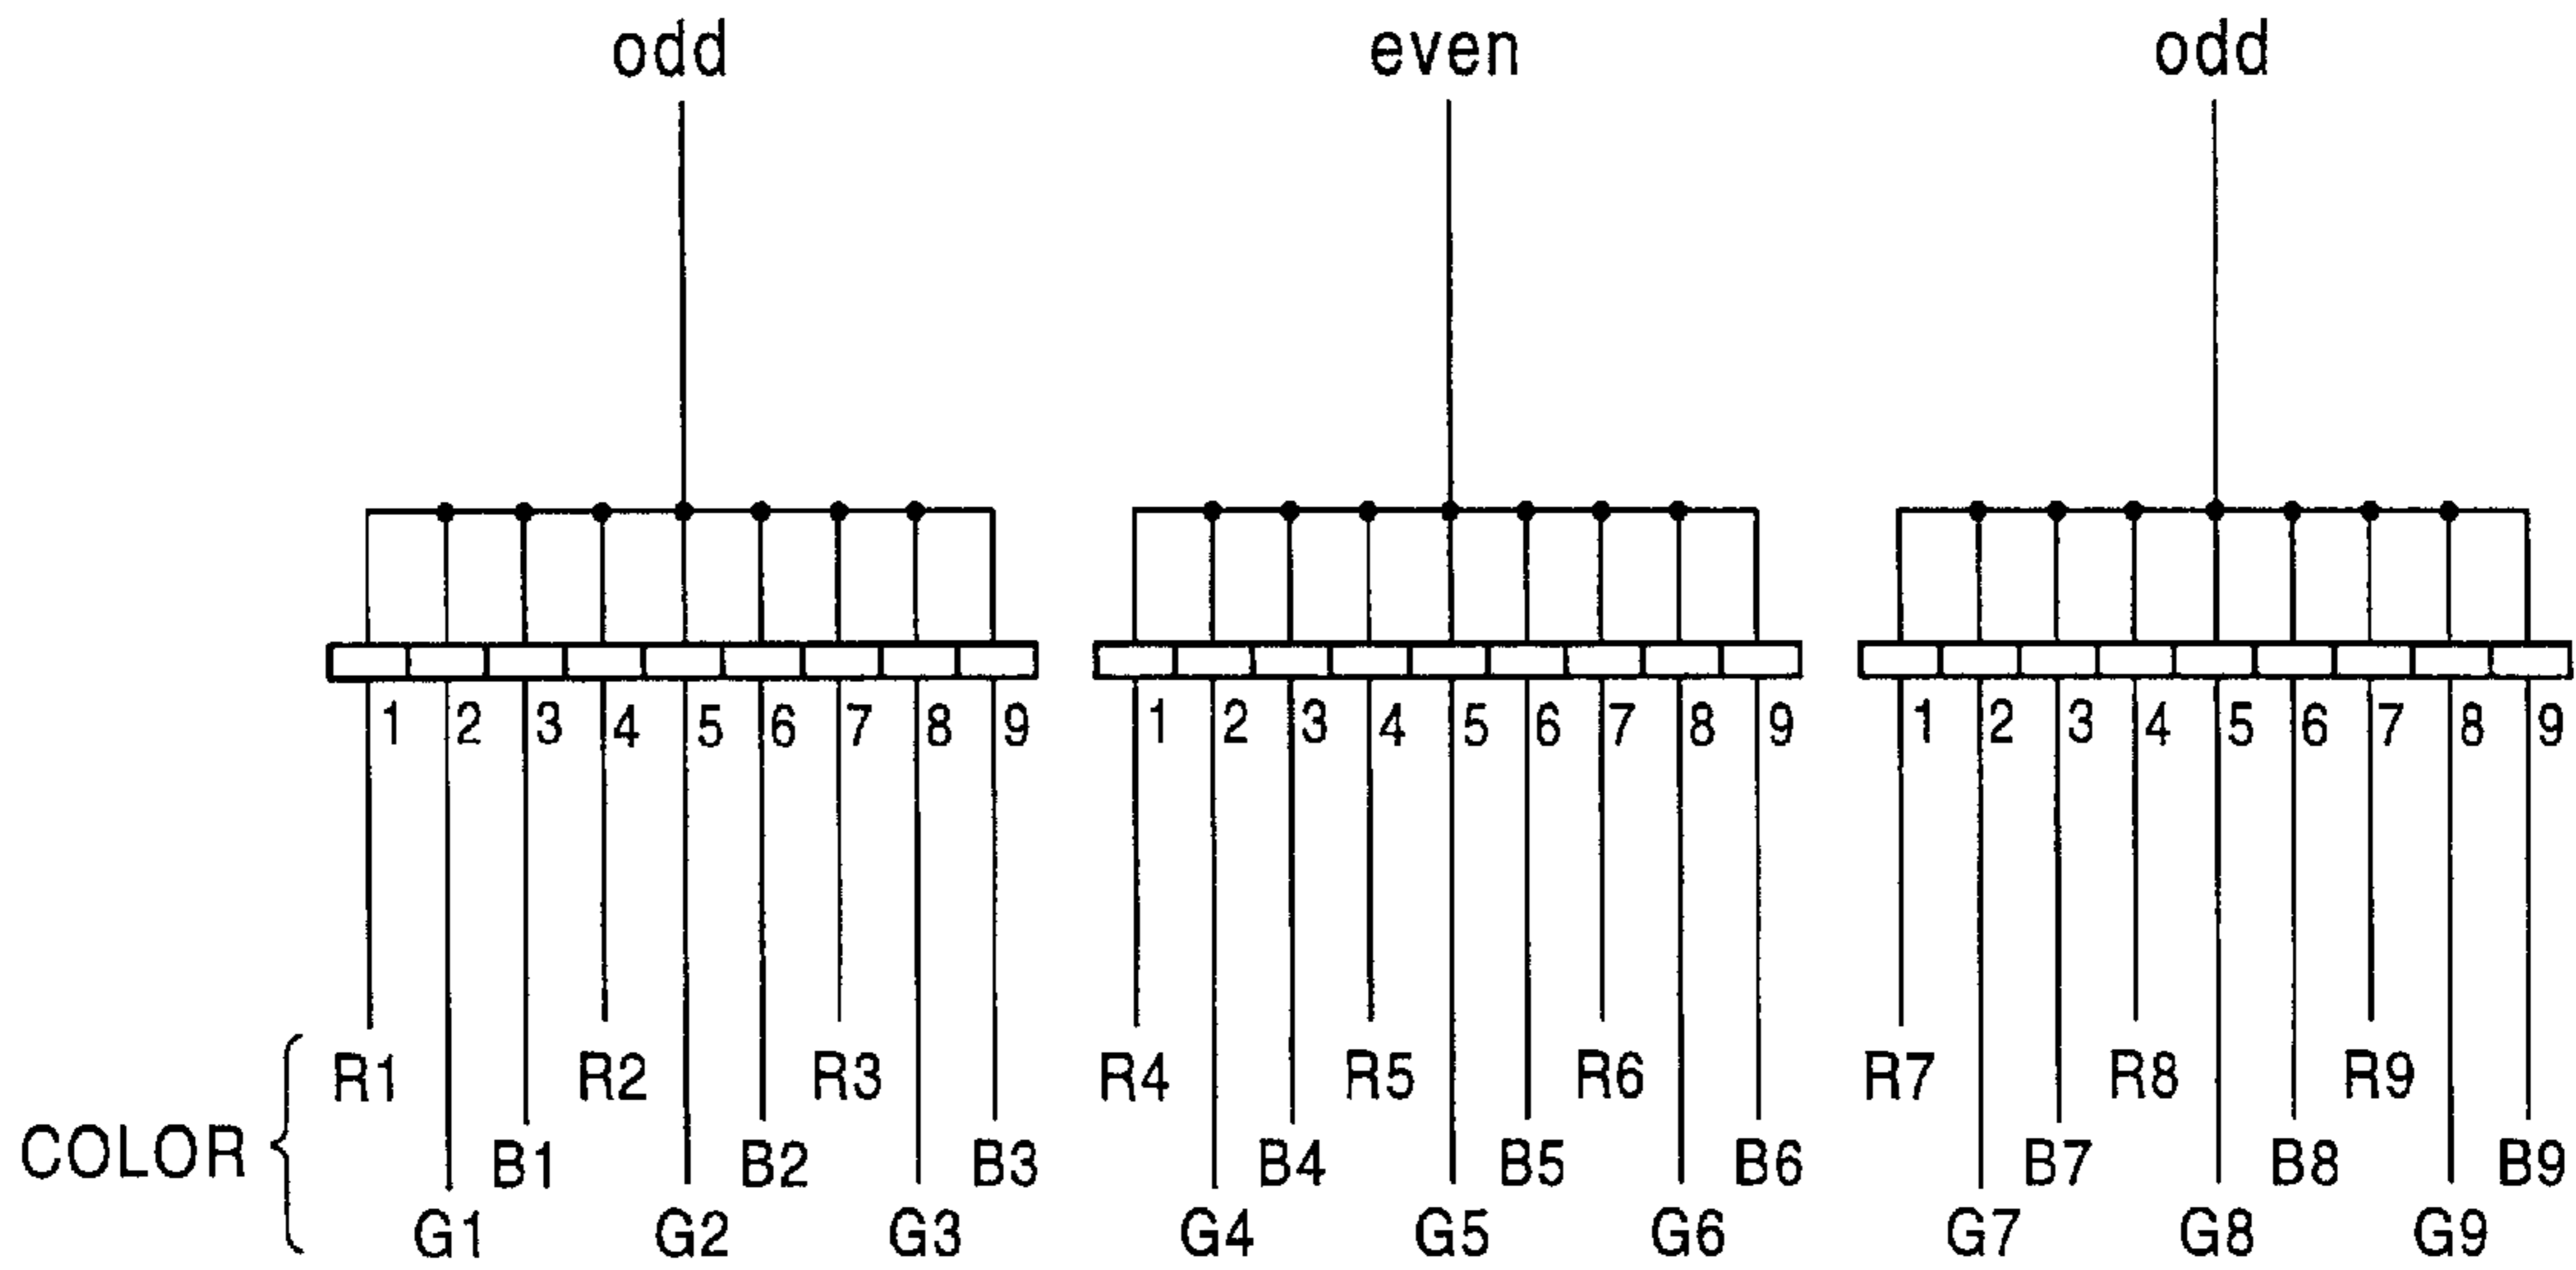 odd even odd
1 2 3 4 5 6 7 8 9 1 2 3 4 5 6 7 8 9 1 2 3 4 5 6 7 8 9
R1 R2 R3 R4 R5 R6 R7 R8 R9
COLOR B1 B2 B3 B4 B5 B6 B7 B8 B9
G1 G2 G3 G4 G5 G6 G7 G8 G9